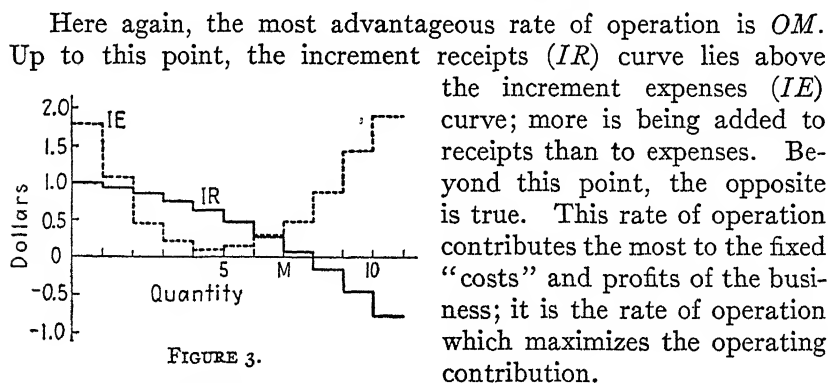 Here again, the most advantageous rate of operation is OM.
Up to this point, the increment receipts (IR) curve lies above
the increment expenses (IE)
curve; more is being added to
receipts than to expenses. Be-
yond this point, the opposite
is true. This rate of operation
contributes the most to the fixed
“costs” and profits of the busi-
ness; it is the rate of operation
which maximizes the operating
contribution.
2.0
IE
1.5
1.0
IR
0.5
0
5 M 10
Quantity
-0.5
-1.0
Dollars
FIGURE 3.